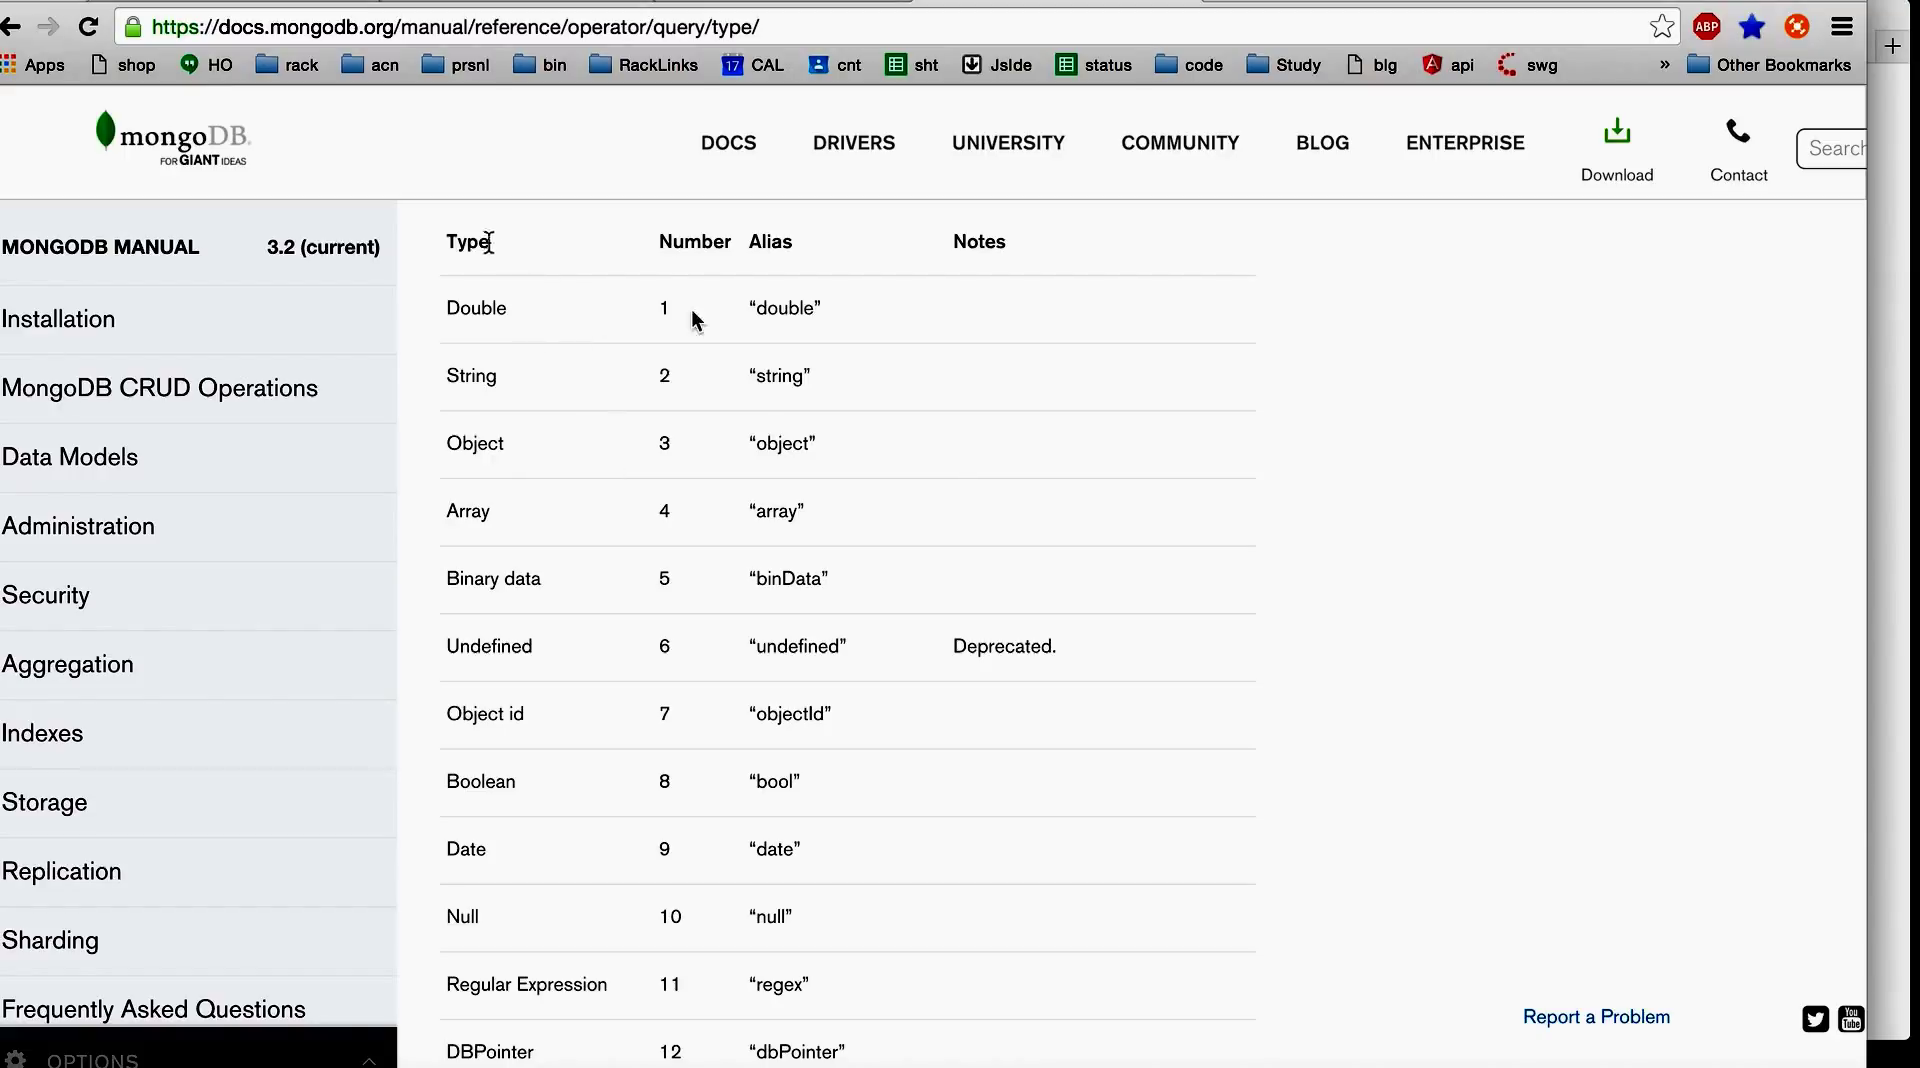 https://docs.mongodb.org/manual/reference/operator/query/type/
ABP
Apps shop HO rack acn prsnl bin RackLinks 17 CAL cnt sht JsIde status code Study blg api swg » Other Bookmarks
mongoDB.
FOR GIANT IDEAS
DOCS DRIVERS UNIVERSITY COMMUNITY BLOG ENTERPRISE Download Contact Search
MONGODB MANUAL 3.2 (current)
Installation
MongoDB CRUD Operations
Data Models
Administration
Security
Aggregation
Indexes
Storage
Replication
Sharding
Frequently Asked Questions
OPTIONS
Type Number Alias Notes
Double 1 “double”
String 2 “string”
Object 3 “object”
Array 4 “array”
Binary data 5 “binData”
Undefined 6 “undefined” Deprecated.
Object id 7 “objectId”
Boolean 8 “bool”
Date 9 “date”
Null 10 “null”
Regular Expression 11 “regex”
DBPointer 12 “dbPointer”
Report a Problem
You Tube